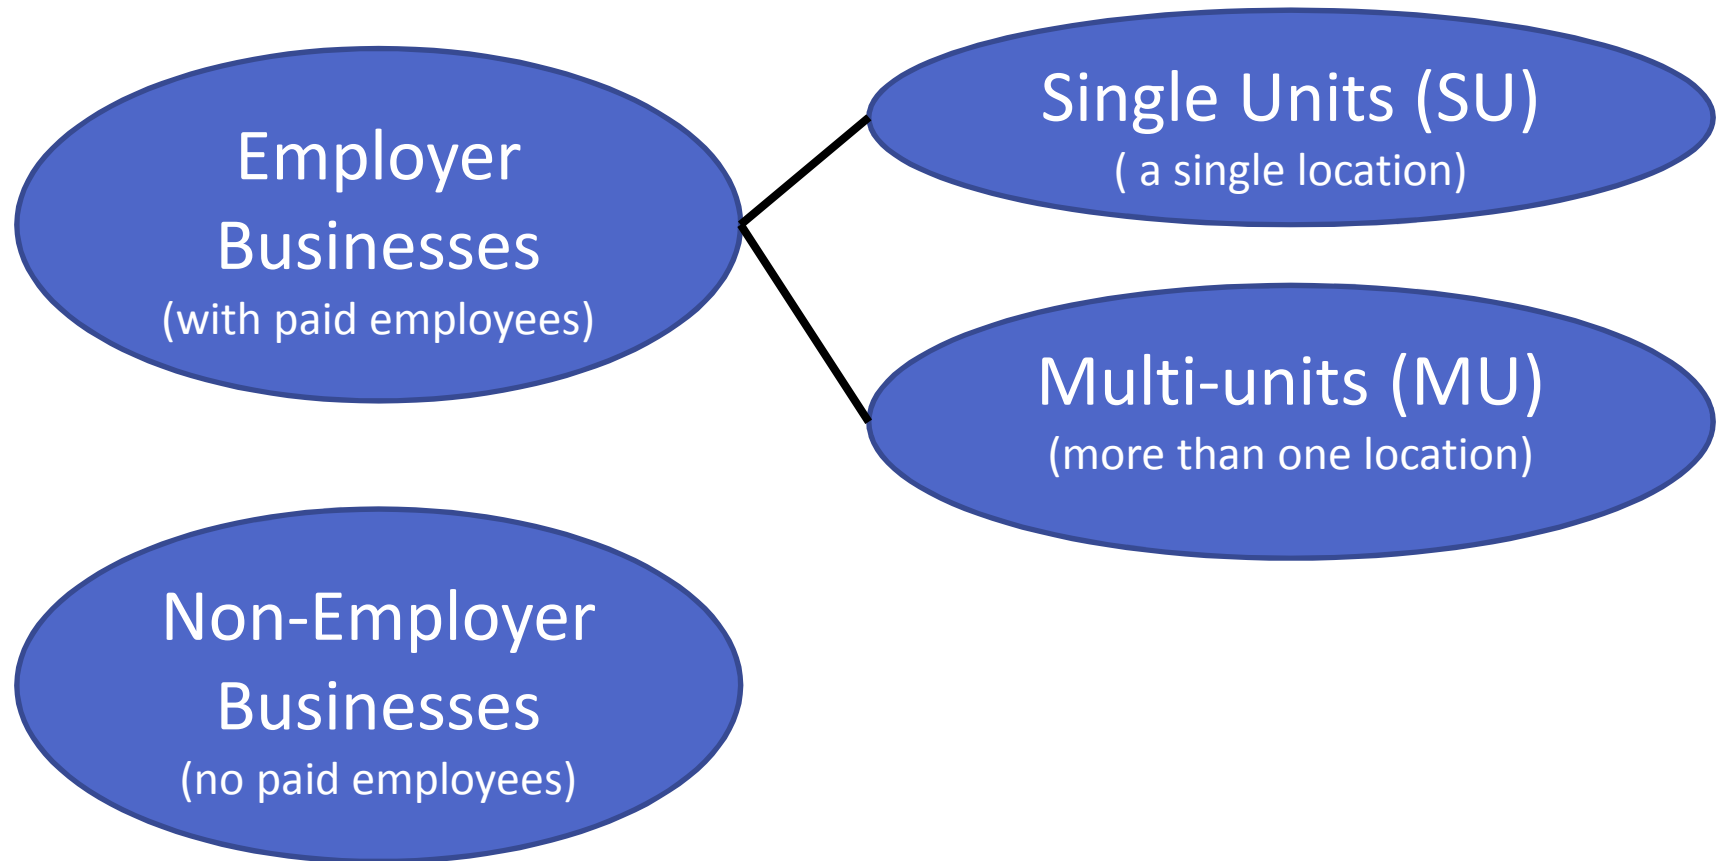 Employer
Businesses
(with paid employees)
Single Units (SU)
( a single location)
Multi-units (MU)
(more than one location)
Non-Employer
Businesses
(no paid employees)